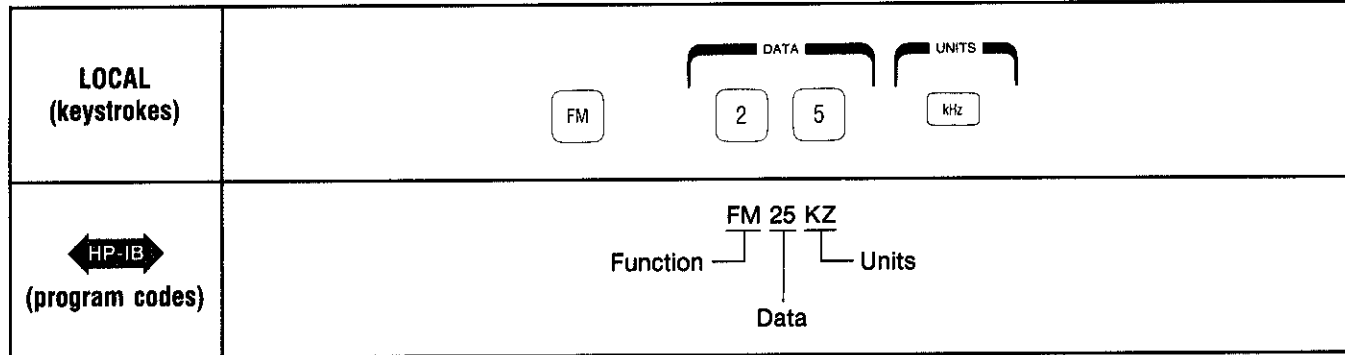 LOCAL
(keystrokes)
DATA
UNITS
FM
2
5
kHz
HP-IB
(program codes)
FM 25 KZ
Function
Units
Data